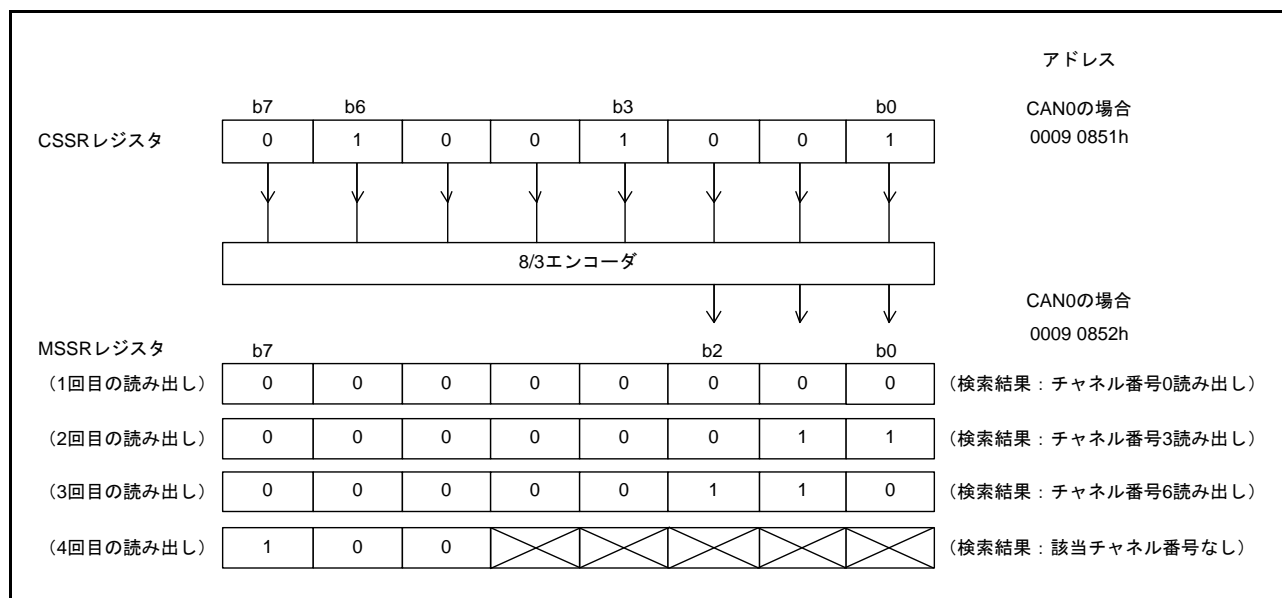 アドレス
b7 b6 b3 b0 CAN0の場合
CSSRレジスタ 0 1 0 0 1 0 0 1 0009 0851h
8/3エンコーダ
CAN0の場合
0009 0852h
MSSRレジスタ b7 b2 b0
（1回目の読み出し） 0 0 0 0 0 0 0 0 （検索結果：チャネル番号0読み出し）
（2回目の読み出し） 0 0 0 0 0 0 1 1 （検索結果：チャネル番号3読み出し）
（3回目の読み出し） 0 0 0 0 0 1 1 0 （検索結果：チャネル番号6読み出し）
（4回目の読み出し） 1 0 0 （検索結果：該当チャネル番号なし）